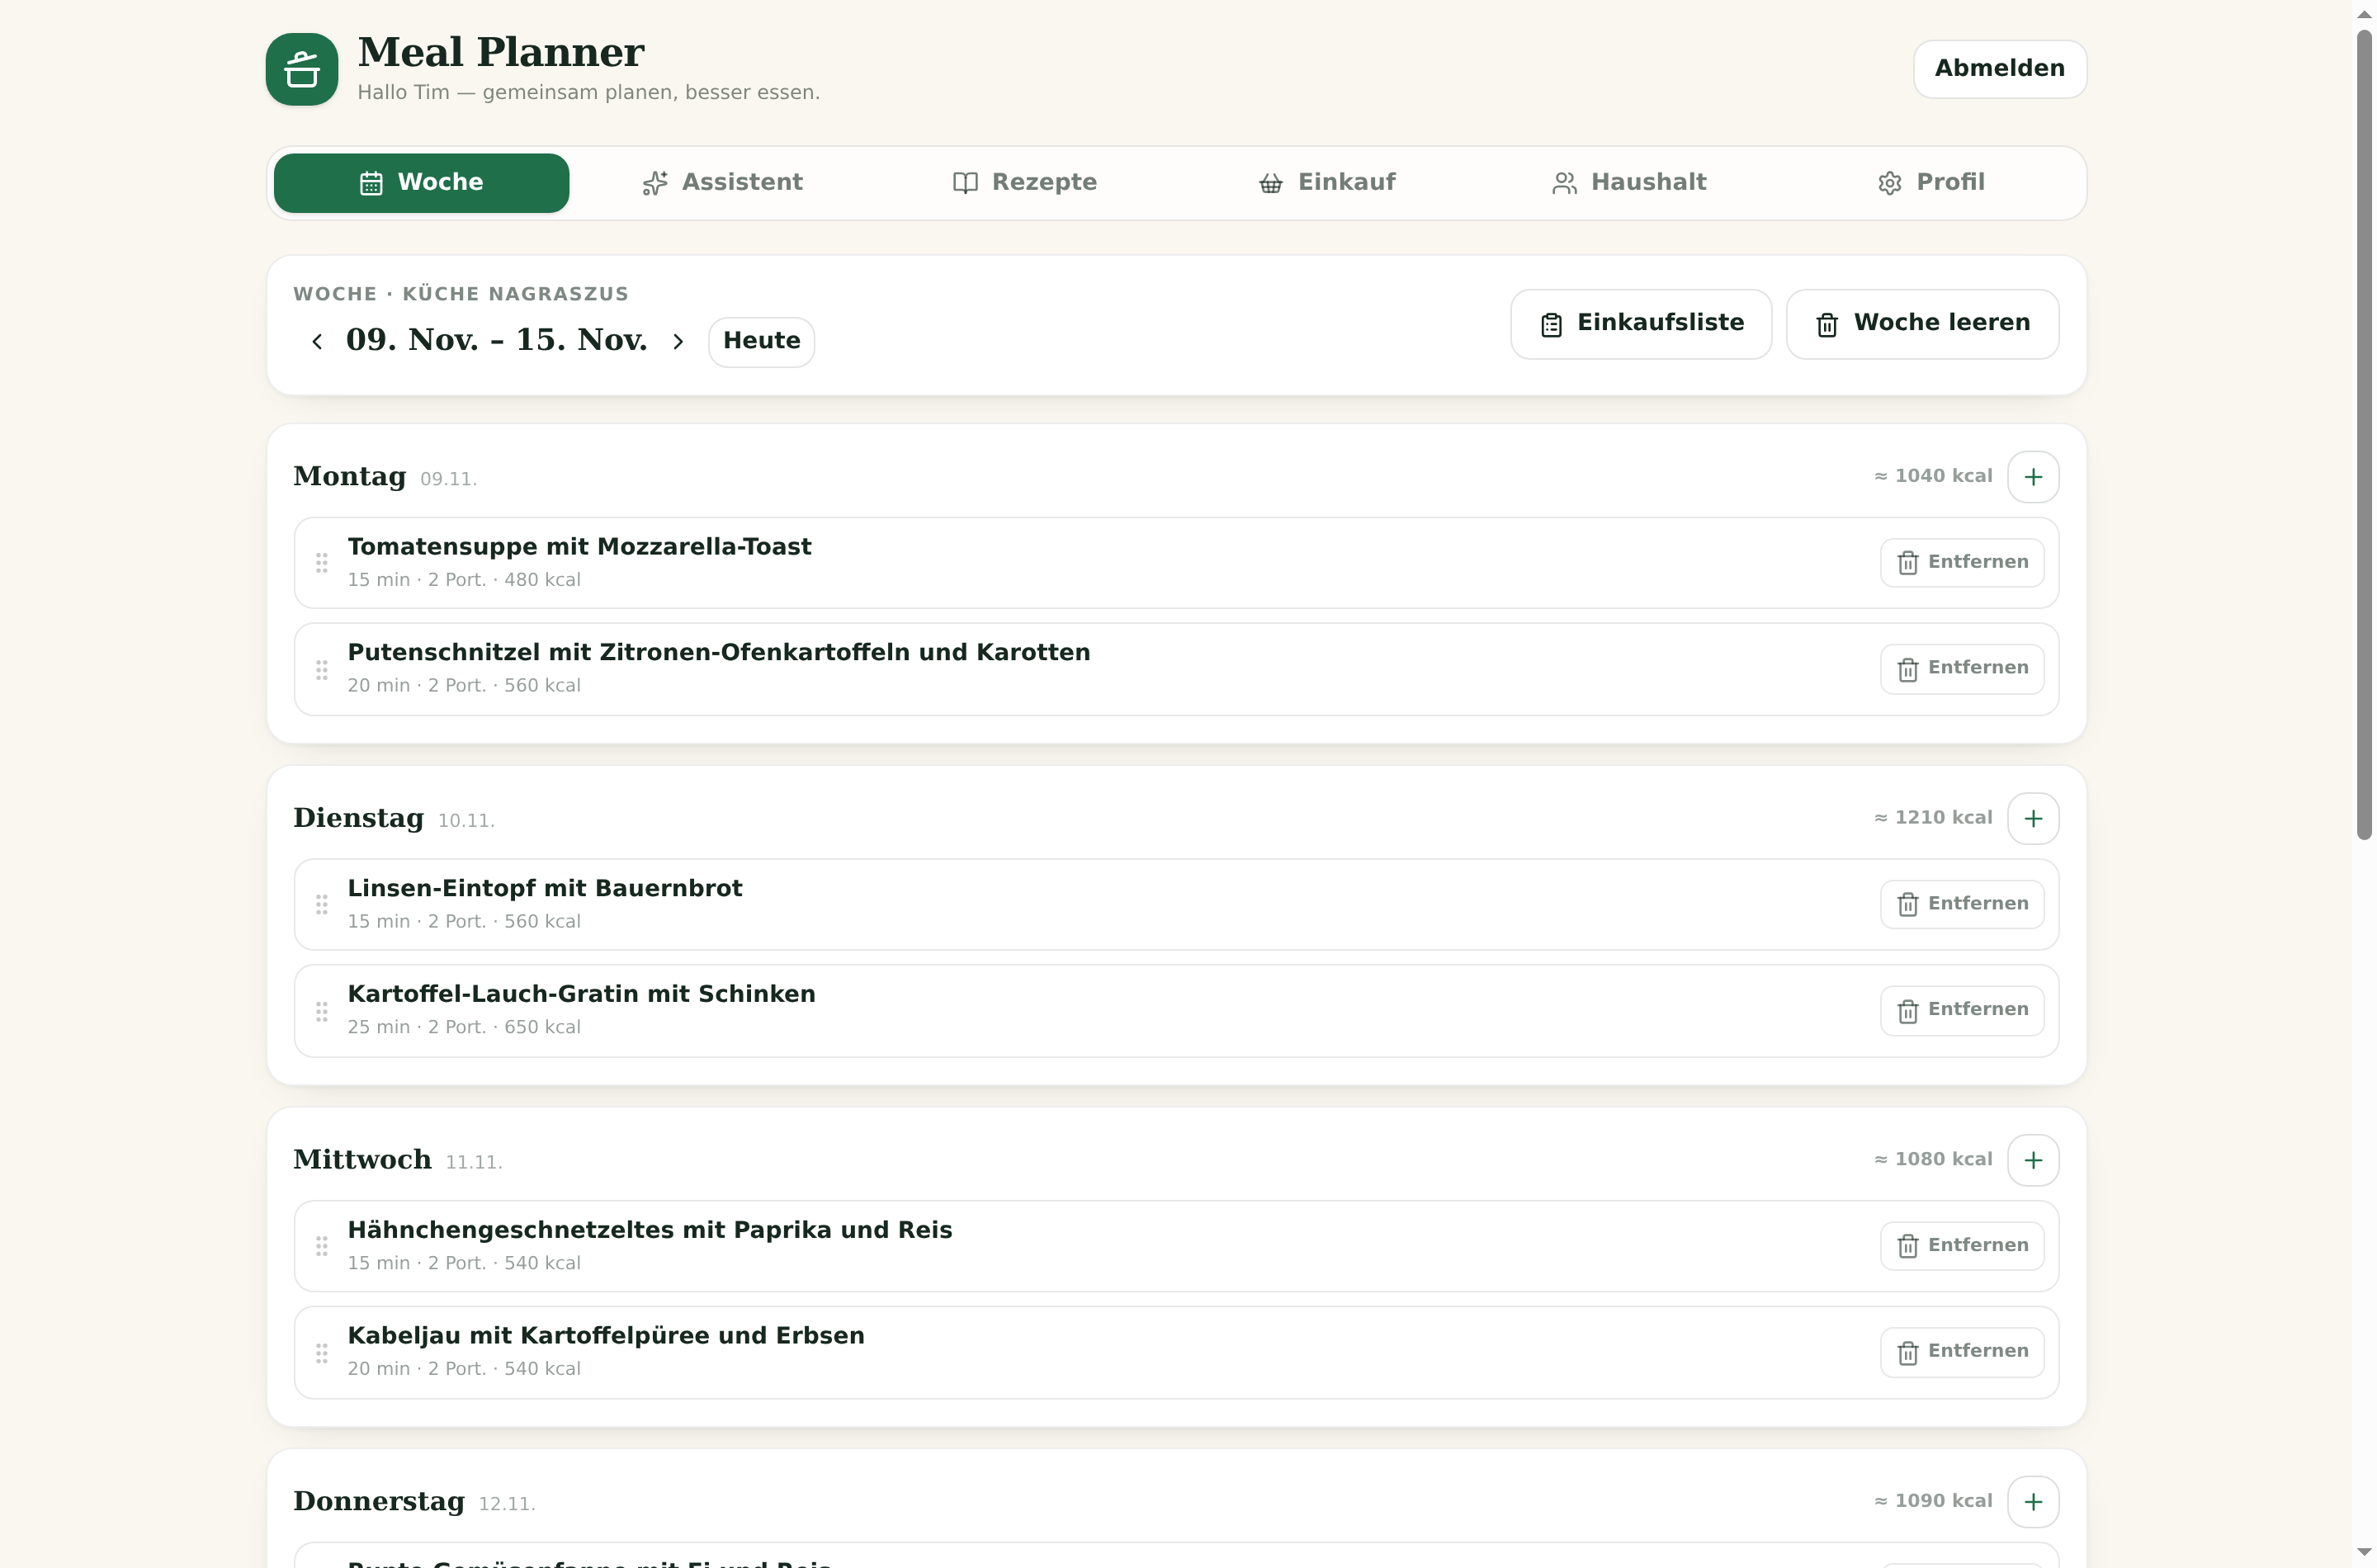 Meal Planner
Hallo Tim — gemeinsam planen, besser essen.
Abmelden
Woche
Assistent
Rezepte
Einkauf
Haushalt
Profil
WOCHE · KÜCHE NAGRASZUS
09. Nov. – 15. Nov.
Heute
Einkaufsliste
Woche leeren
Montag 09.11.
≈ 1040 kcal
Tomatensuppe mit Mozzarella-Toast
15 min · 2 Port. · 480 kcal
Entfernen
Putenschnitzel mit Zitronen-Ofenkartoffeln und Karotten
20 min · 2 Port. · 560 kcal
Entfernen
Dienstag 10.11.
≈ 1210 kcal
Linsen-Eintopf mit Bauernbrot
15 min · 2 Port. · 560 kcal
Entfernen
Kartoffel-Lauch-Gratin mit Schinken
25 min · 2 Port. · 650 kcal
Entfernen
Mittwoch 11.11.
≈ 1080 kcal
Hähnchengeschnetzeltes mit Paprika und Reis
15 min · 2 Port. · 540 kcal
Entfernen
Kabeljau mit Kartoffelpüree und Erbsen
20 min · 2 Port. · 540 kcal
Entfernen
Donnerstag 12.11.
≈ 1090 kcal
Bunte Gemüsepfanne mit Ei und Reis